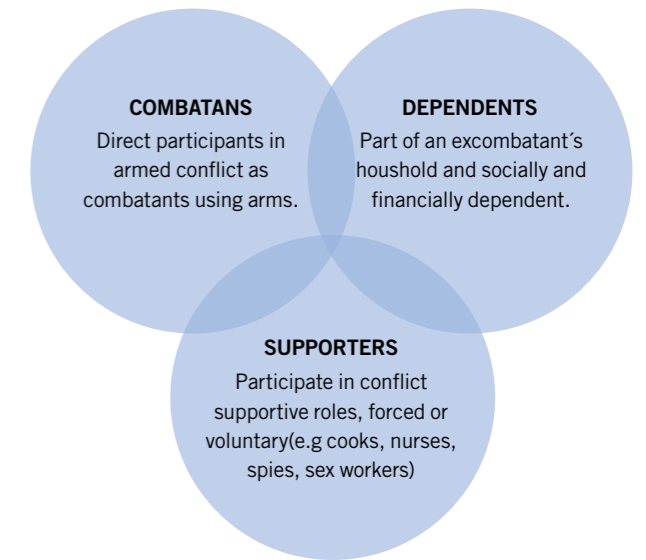 COMBATANS
Direct participants in
armed conflict as
combatants using arms.
DEPENDENTS
Part of an excombatant´s
houshold and socially and
financially dependent.
SUPPORTERS
Participate in conflict
supportive roles, forced or
voluntary(e.g cooks, nurses,
spies, sex workers)